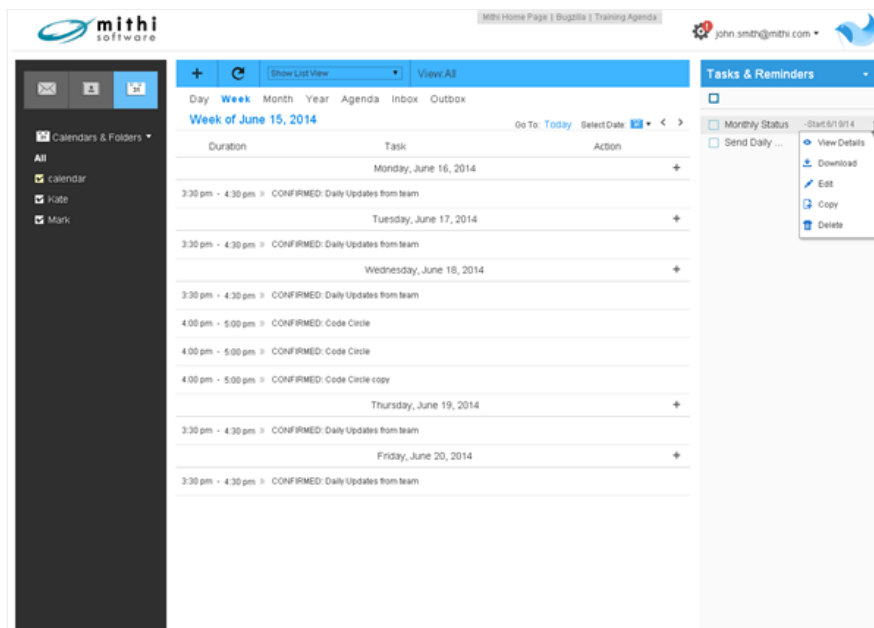 mithi
software
Mithi Home Page | Bugzilla | Training Agenda
john.smith@mithi.com
Calendars & Folders
All
calendar
Kate
Mark
Show List View
View:All
Day Week Month Year Agenda Inbox Outbox
Week of June 15, 2014
Go To: Today Select Date:
Duration Task Action
Monday, June 16, 2014 +
3:30 pm - 4:30 pm » CONFIRMED: Daily Updates from team
Tuesday, June 17, 2014 +
3:30 pm - 4:30 pm » CONFIRMED: Daily Updates from team
Wednesday, June 18, 2014 +
3:30 pm - 4:30 pm » CONFIRMED: Daily Updates from team
4:00 pm - 5:00 pm » CONFIRMED: Code Circle
4:00 pm - 5:00 pm » CONFIRMED: Code Circle
4:00 pm - 5:00 pm » CONFIRMED: Code Circle copy
Thursday, June 19, 2014 +
3:30 pm - 4:30 pm » CONFIRMED: Daily Updates from team
Friday, June 20, 2014 +
3:30 pm - 4:30 pm » CONFIRMED: Daily Updates from team
Tasks & Reminders
Monthly Status -Start:6/19/14
Send Daily ...
View Details
Download
Edit
Copy
Delete